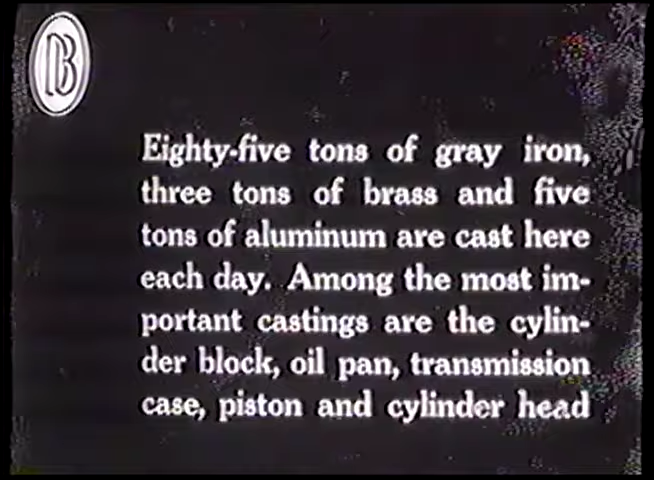 B
Eighty-five tons of gray iron,
three tons of brass and five
tons of aluminum are cast here
each day. Among the most im-
portant castings are the cylin-
der block, oil pan, transmission
case, piston and cylinder head